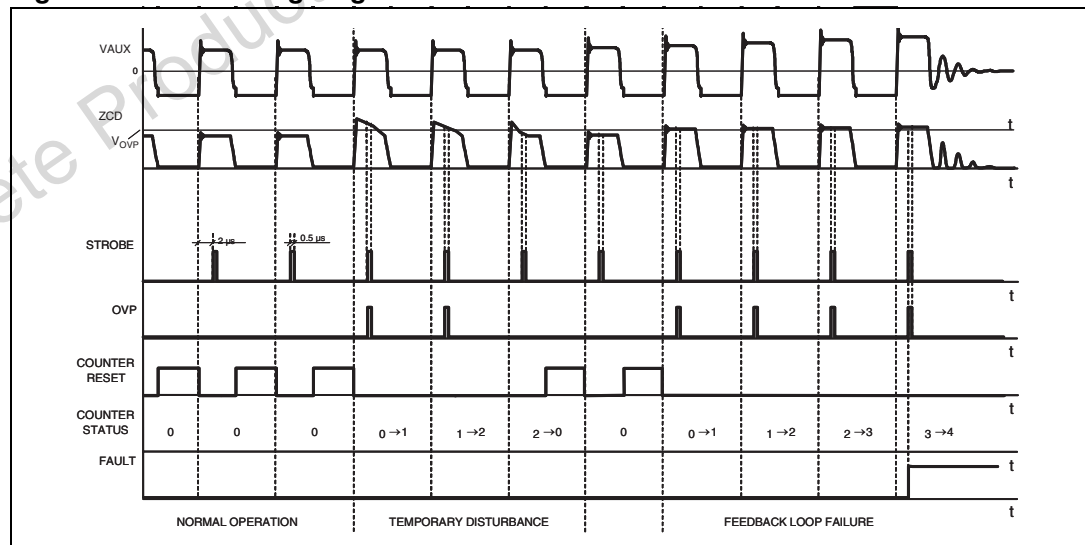 VAUX
0
ZCD
t
VOVP
t
STROBE
2 μs
0.5 μs
t
OVP
t
COUNTER
RESET
t
COUNTER
STATUS
0 0 0 0→1 1→2 2→0 0 0→1 1→2 2→3 3→4
FAULT
t
t
NORMAL OPERATION TEMPORARY DISTURBANCE FEEDBACK LOOP FAILURE